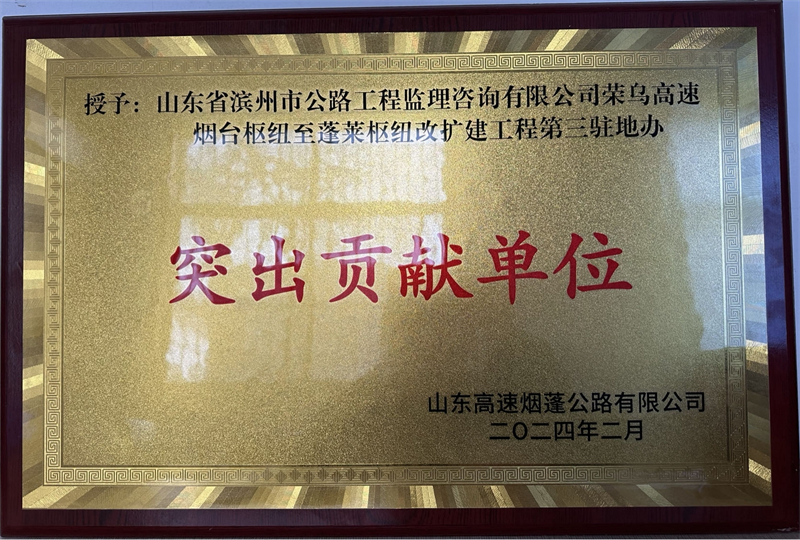 授予：山东省滨州市公路工程监理咨询有限公司荣乌高速
烟台枢纽至蓬莱枢纽改扩建工程第三驻地办
突出贡献单位
山东高速烟蓬公路有限公司
二〇二四年二月